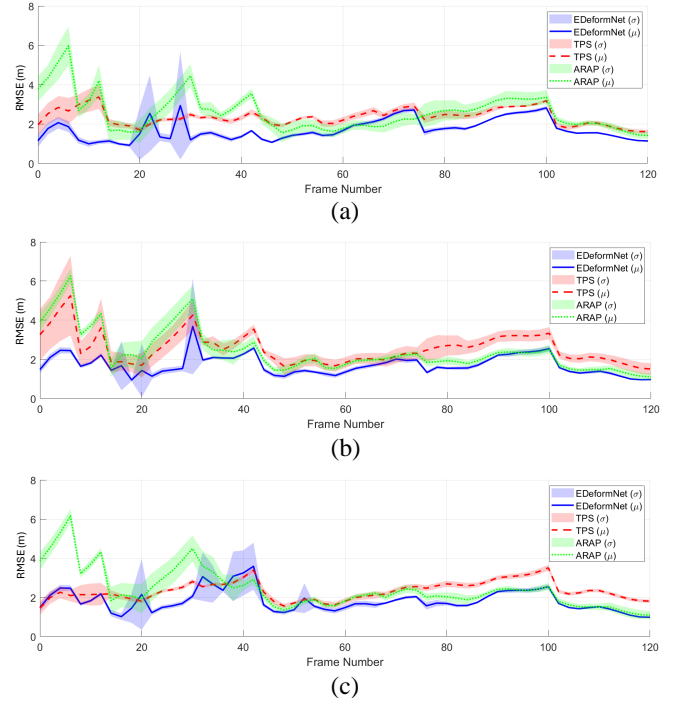 8
6
4
2
0
RMSE (m)
EDeformNet (σ)
EDeformNet (μ)
TPS (σ)
TPS (μ)
ARAP (σ)
ARAP (μ)
0 20 40 60 80 100 120
Frame Number
(a)
8
6
4
2
0
RMSE (m)
EDeformNet (σ)
EDeformNet (μ)
TPS (σ)
TPS (μ)
ARAP (σ)
ARAP (μ)
0 20 40 60 80 100 120
Frame Number
(b)
8
6
4
2
0
RMSE (m)
EDeformNet (σ)
EDeformNet (μ)
TPS (σ)
TPS (μ)
ARAP (σ)
ARAP (μ)
0 20 40 60 80 100 120
Frame Number
(c)